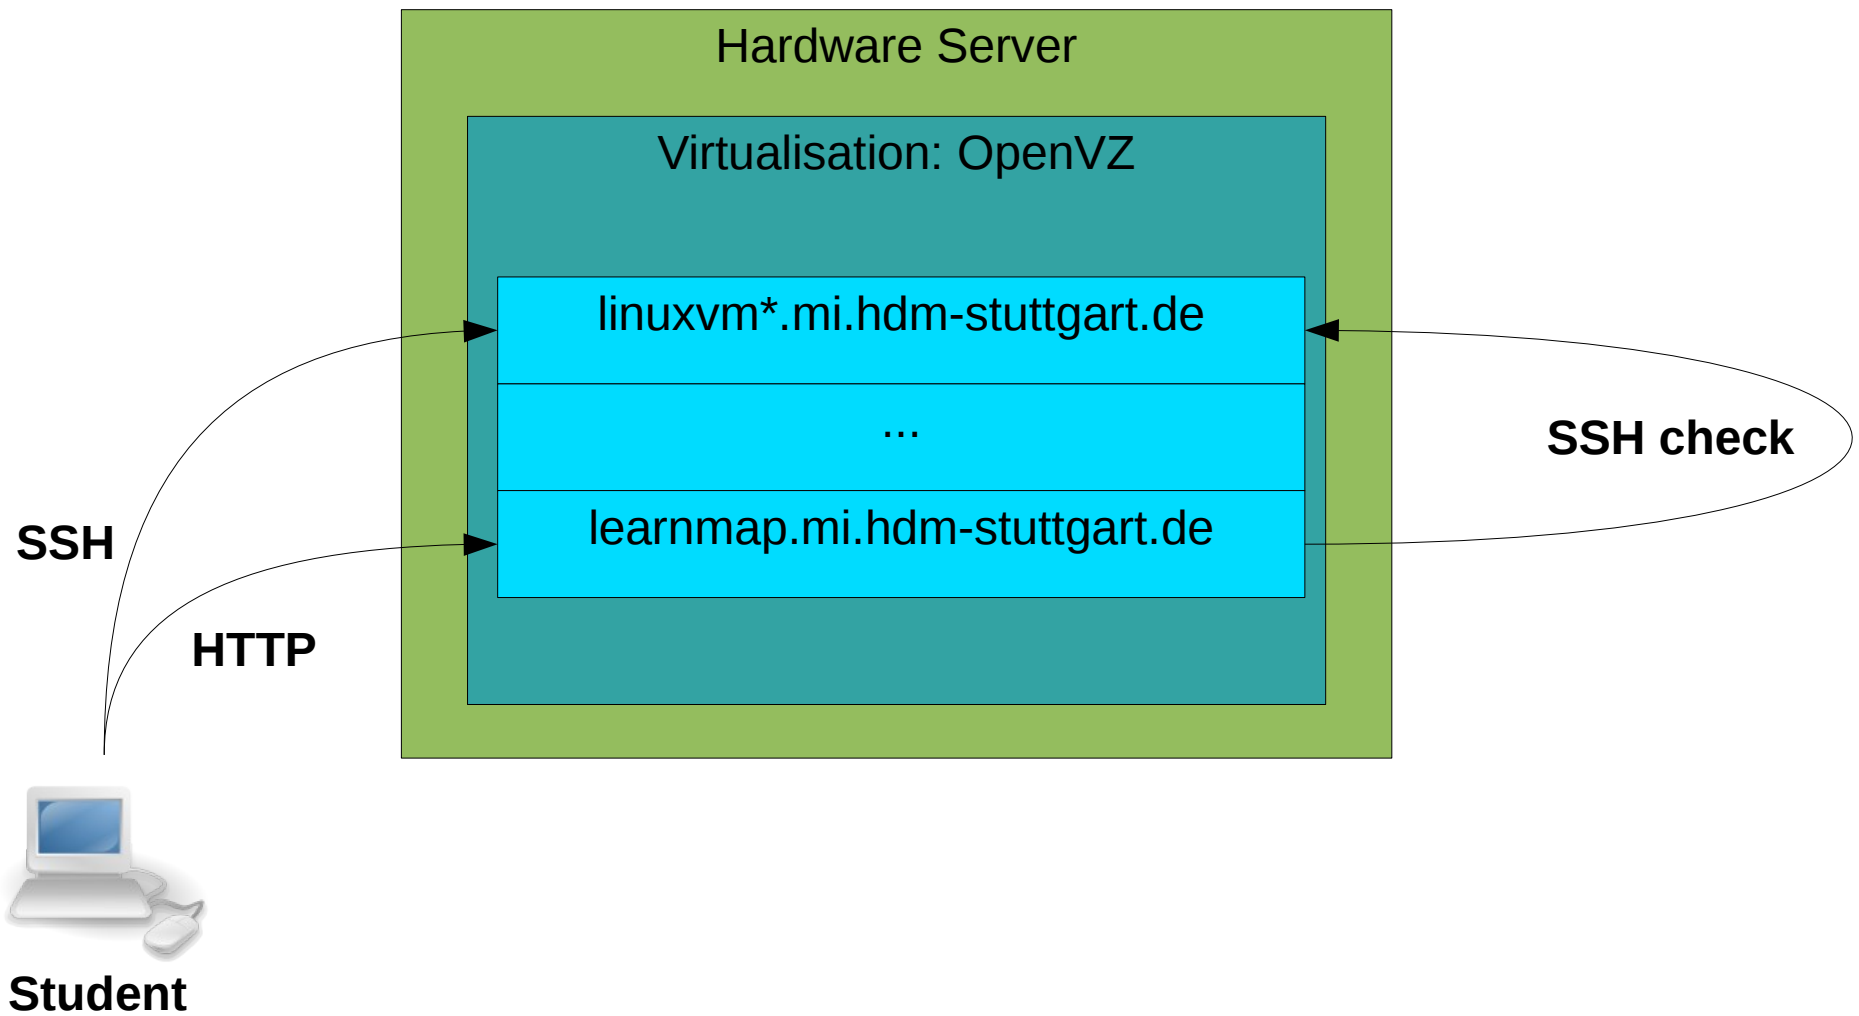 Hardware Server
Virtualisation: OpenVZ
linuxvm*.mi.hdm-stuttgart.de
...
SSH check
learnmap.mi.hdm-stuttgart.de
SSH
HTTP
Student